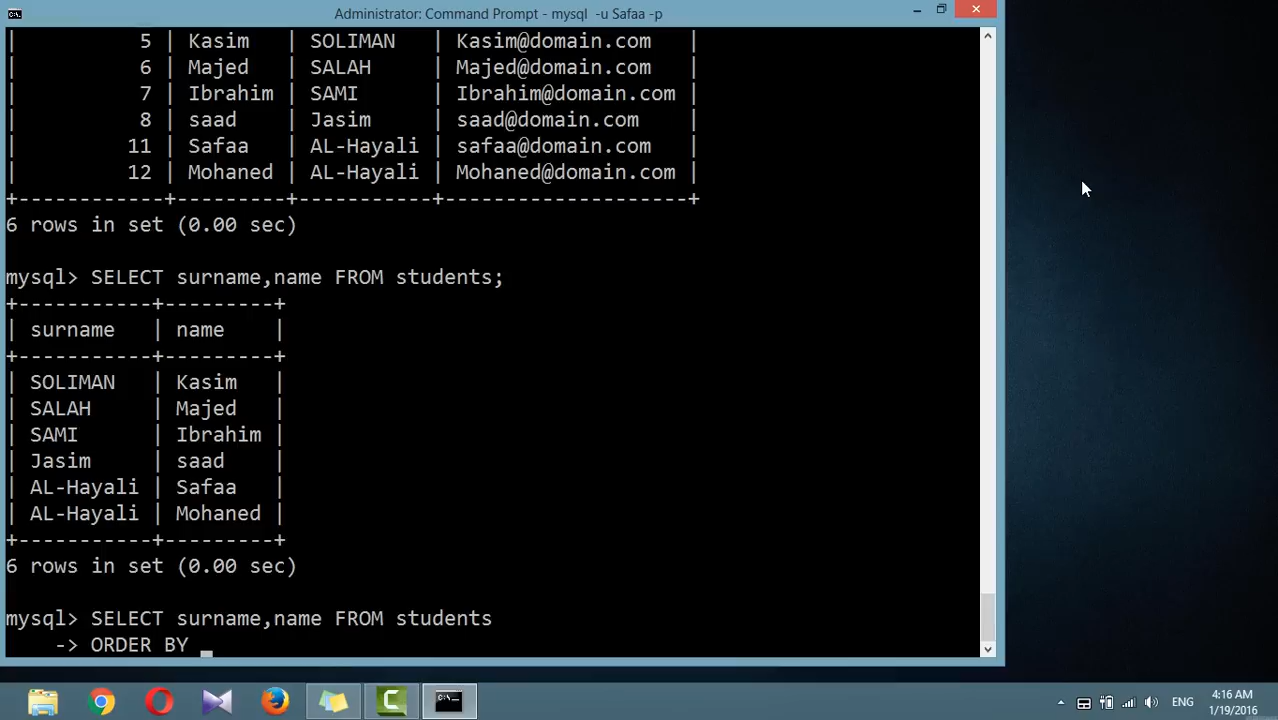 Administrator: Command Prompt - mysql -u Safaa -p
| 5 | Kasim | SOLIMAN | Kasim@domain.com |
| 6 | Majed | SALAH | Majed@domain.com |
| 7 | Ibrahim | SAMI | Ibrahim@domain.com |
| 8 | saad | Jasim | saad@domain.com |
| 11 | Safaa | AL-Hayali | safaa@domain.com |
| 12 | Mohaned | AL-Hayali | Mohaned@domain.com |
+------------+---------+-----------+--------------------+
6 rows in set (0.00 sec)
mysql> SELECT surname,name FROM students;
+-----------+---------+
| surname | name |
+-----------+---------+
| SOLIMAN | Kasim |
| SALAH | Majed |
| SAMI | Ibrahim |
| Jasim | saad |
| AL-Hayali | Safaa |
| AL-Hayali | Mohaned |
+-----------+---------+
6 rows in set (0.00 sec)
mysql> SELECT surname,name FROM students
-> ORDER BY _
ENG
4:16 AM
1/19/2016